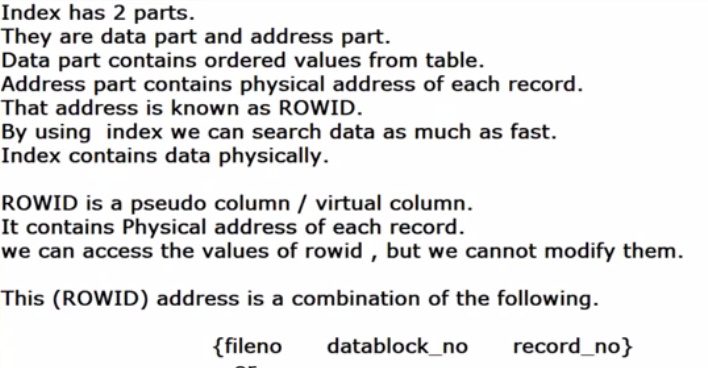 Index has 2 parts.
They are data part and address part.
Data part contains ordered values from table.
Address part contains physical address of each record.
That address is known as ROWID.
By using index we can search data as much as fast.
Index contains data physically.
ROWID is a pseudo column / virtual column.
It contains Physical address of each record.
we can access the values of rowid , but we cannot modify them.
This (ROWID) address is a combination of the following.
{fileno datablock_no record_no}